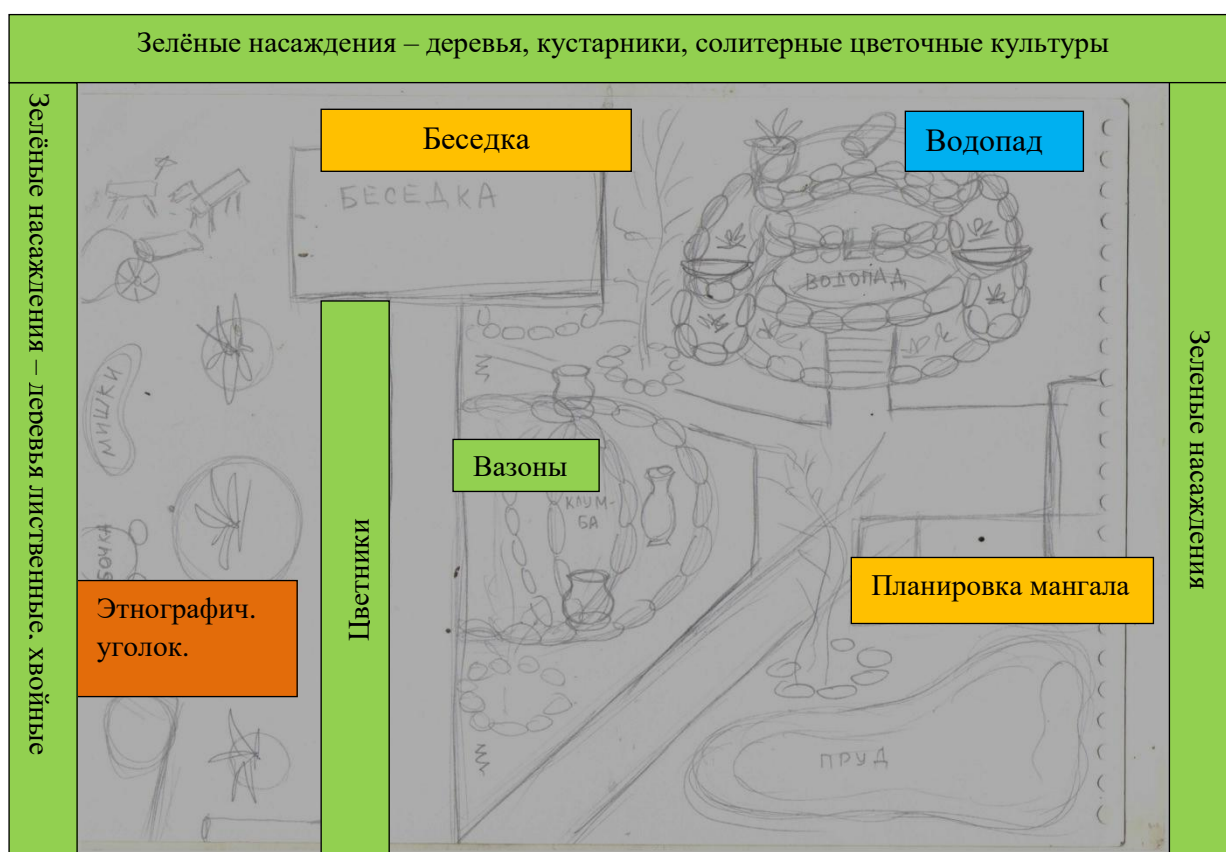 Зелёные насаждения – деревья, кустарники, солитерные цветочные культуры
Зелёные насаждения – деревья лиственные. хвойные
Беседка
Водопад
БЕСЕДКА
ВОДОПАД
МИШКИ
Вазоны
КЛУМ-
БА
Зеленые насаждения
Цветники
БОЧКА
Этнографич.
уголок.
Планировка мангала
ПРУД